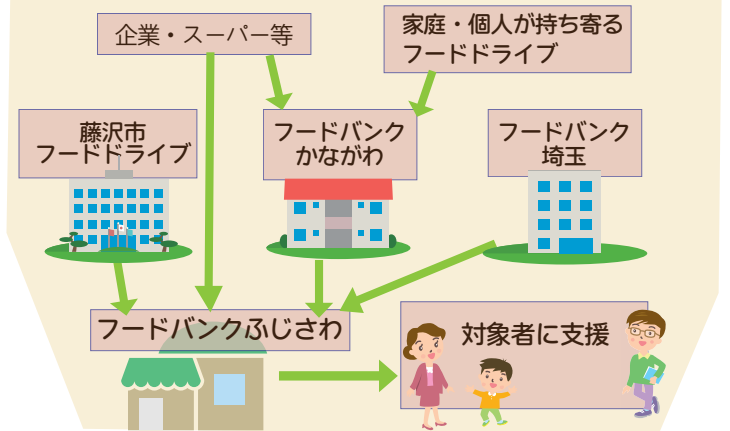 企業・スーパー等
家庭・個人が持ち寄る
フードドライブ
藤沢市
フードドライブ
フードバンク
かながわ
フードバンク
埼玉
フードバンクふじさわ
対象者に支援